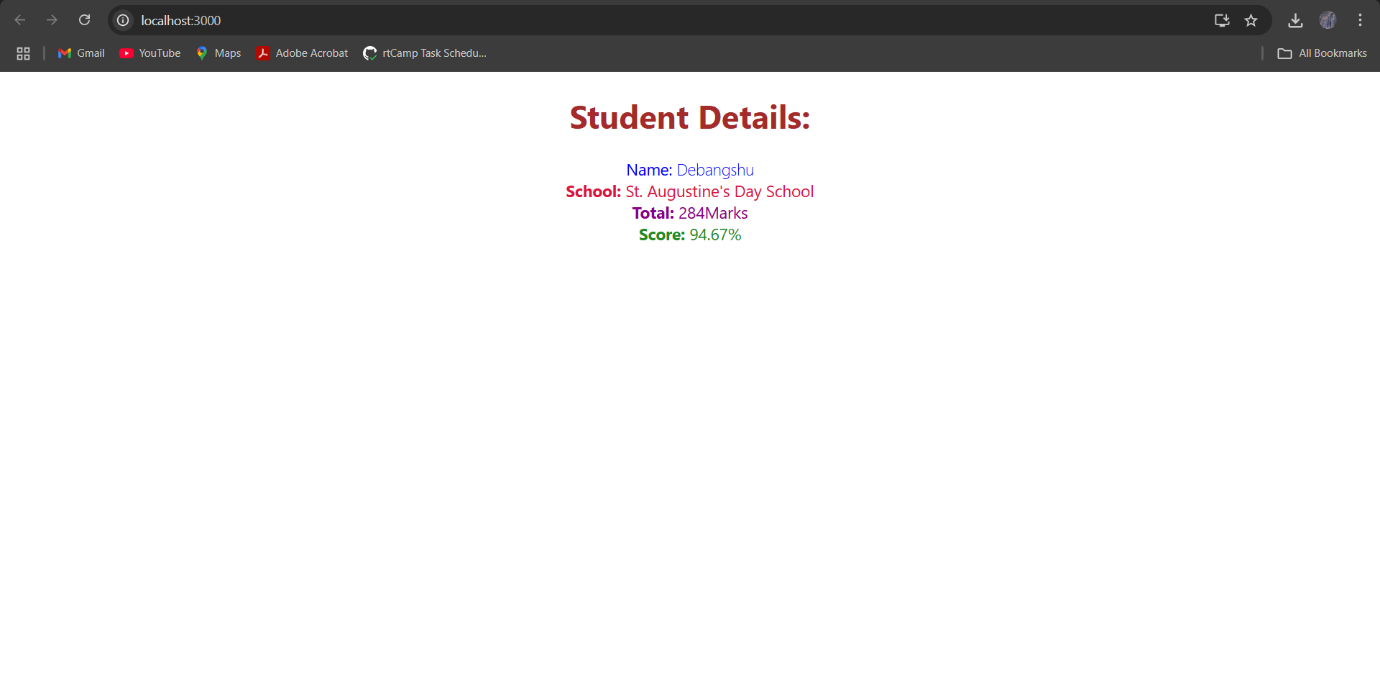 localhost:3000
Gmail YouTube Maps Adobe Acrobat rtCamp Task Schedu... All Bookmarks
Student Details:
Name: Debangshu
School: St. Augustine's Day School
Total: 284Marks
Score: 94.67%